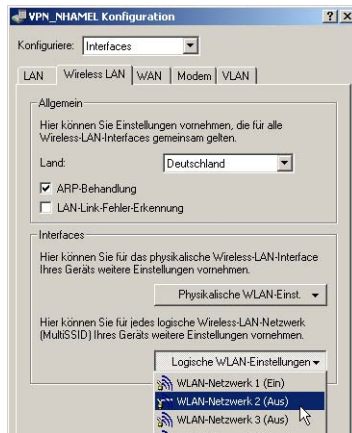 VPN_NHAMEL Konfiguration
Konfiguriere: Interfaces
LAN Wireless LAN WAN Modem VLAN
Allgemein
Hier können Sie Einstellungen vornehmen, die für alle
Wireless-LAN-Interfaces gemeinsam gelten.
Land: Deutschland
ARP-Behandlung
LAN-Link-Fehler-Erkennung
Interfaces
Hier können Sie für das physikalische Wireless-LAN-Interface
Ihres Geräts weitere Einstellungen vornehmen.
Physikalische WLAN-Einst.
Hier können Sie für jedes logische Wireless-LAN-Netzwerk
(MultiSSID) Ihres Geräts weitere Einstellungen vornehmen.
Logische WLAN-Einstellungen
WLAN-Netzwerk 1 (Ein)
WLAN-Netzwerk 2 (Aus)
WLAN-Netzwerk 3 (Aus)